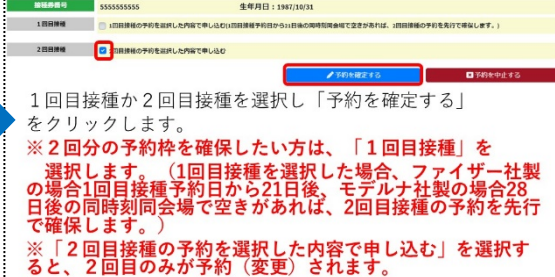 接種券番号 5555555555 生年月日：1987/10/31
1回目接種 1回目接種の予約を選択した内容で申し込む(1回目接種予約日から21日後の同時刻同会場で空きがあれば、2回目接種の予約を先行で確保します。)
2回目接種 2回目接種の予約を選択した内容で申し込む
予約を確定する 予約を中止する
１回目接種か２回目接種を選択し「予約を確定する」
をクリックします。
※２回分の予約枠を確保したい方は、「１回目接種」を
選択します。（1回目接種を選択した場合、ファイザー社製
の場合1回目接種予約日から21日後、モデルナ社製の場合28
日後の同時刻同会場で空きがあれば、2回目接種の予約を先行
で確保します。）
※「２回目接種の予約を選択した内容で申し込む」を選択す
ると、２回目のみが予約（変更）されます。